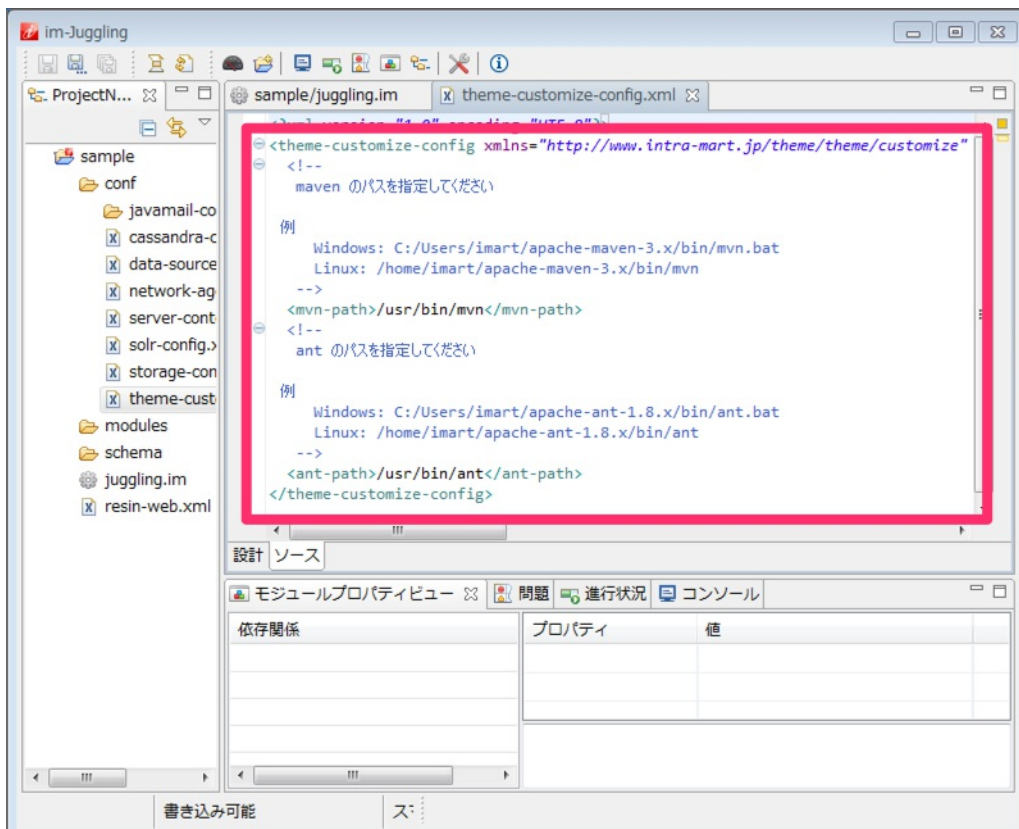 im-Juggling
ProjectN...
sample/juggling.im
theme-customize-config.xml
sample
conf
javamail-co
cassandra-c
data-source
network-ag
server-cont
solr-config.x
storage-con
theme-cust
modules
schema
juggling.im
resin-web.xml
<?xml version="1.0" encoding="UTF-8"?>
<theme-customize-config xmlns="http://www.intra-mart.jp/theme/theme/customize"
<!--
maven のパスを指定してください
例
Windows: C:/Users/imart/apache-maven-3.x/bin/mvn.bat
Linux: /home/imart/apache-maven-3.x/bin/mvn
-->
<mvn-path>/usr/bin/mvn</mvn-path>
<!--
ant のパスを指定してください
例
Windows: C:/Users/imart/apache-ant-1.8.x/bin/ant.bat
Linux: /home/imart/apache-ant-1.8.x/bin/ant
-->
<ant-path>/usr/bin/ant</ant-path>
</theme-customize-config>
設計 ソース
モジュールプロパティビュー 問題 進行状況 コンソール
依存関係
プロパティ 値
書き込み可能